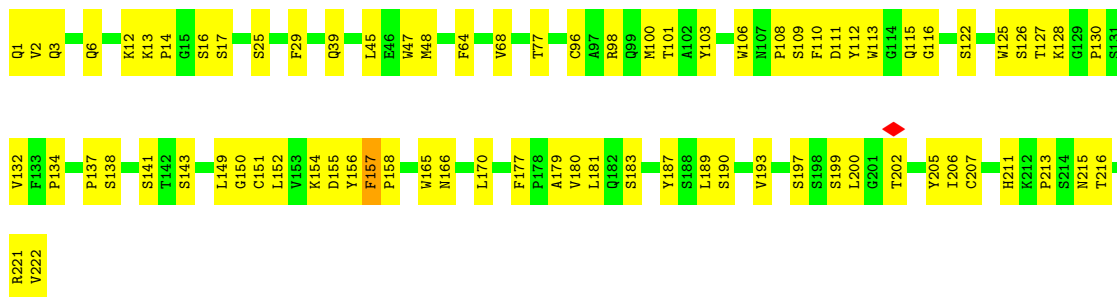 Q1 V2 Q3 Q6 K12 K13 P14 G15 S16 S17 S25 F29 Q39 L45 E46 W47 M48 F64 V68 T77 C96 A97 R98 Q99 M100 T101 A102 Y103 W106 N107 P108 S109 F110 D111 Y112 W113 G114 Q115 G116 S122 W125 S126 T127 K128 G129 P130 S131
V132 F133 P134 P137 S138 S141 T142 S143 L149 G150 C151 L152 V153 K154 D155 Y156 F157 P158 W165 N166 L170 F177 P178 A179 V180 L181 Q182 S183 Y187 S188 L189 S190 V193 S197 S198 S199 L200 G201 T202 Y205 I206 C207 H211 K212 P213 S214 N215 T216
R221 V222